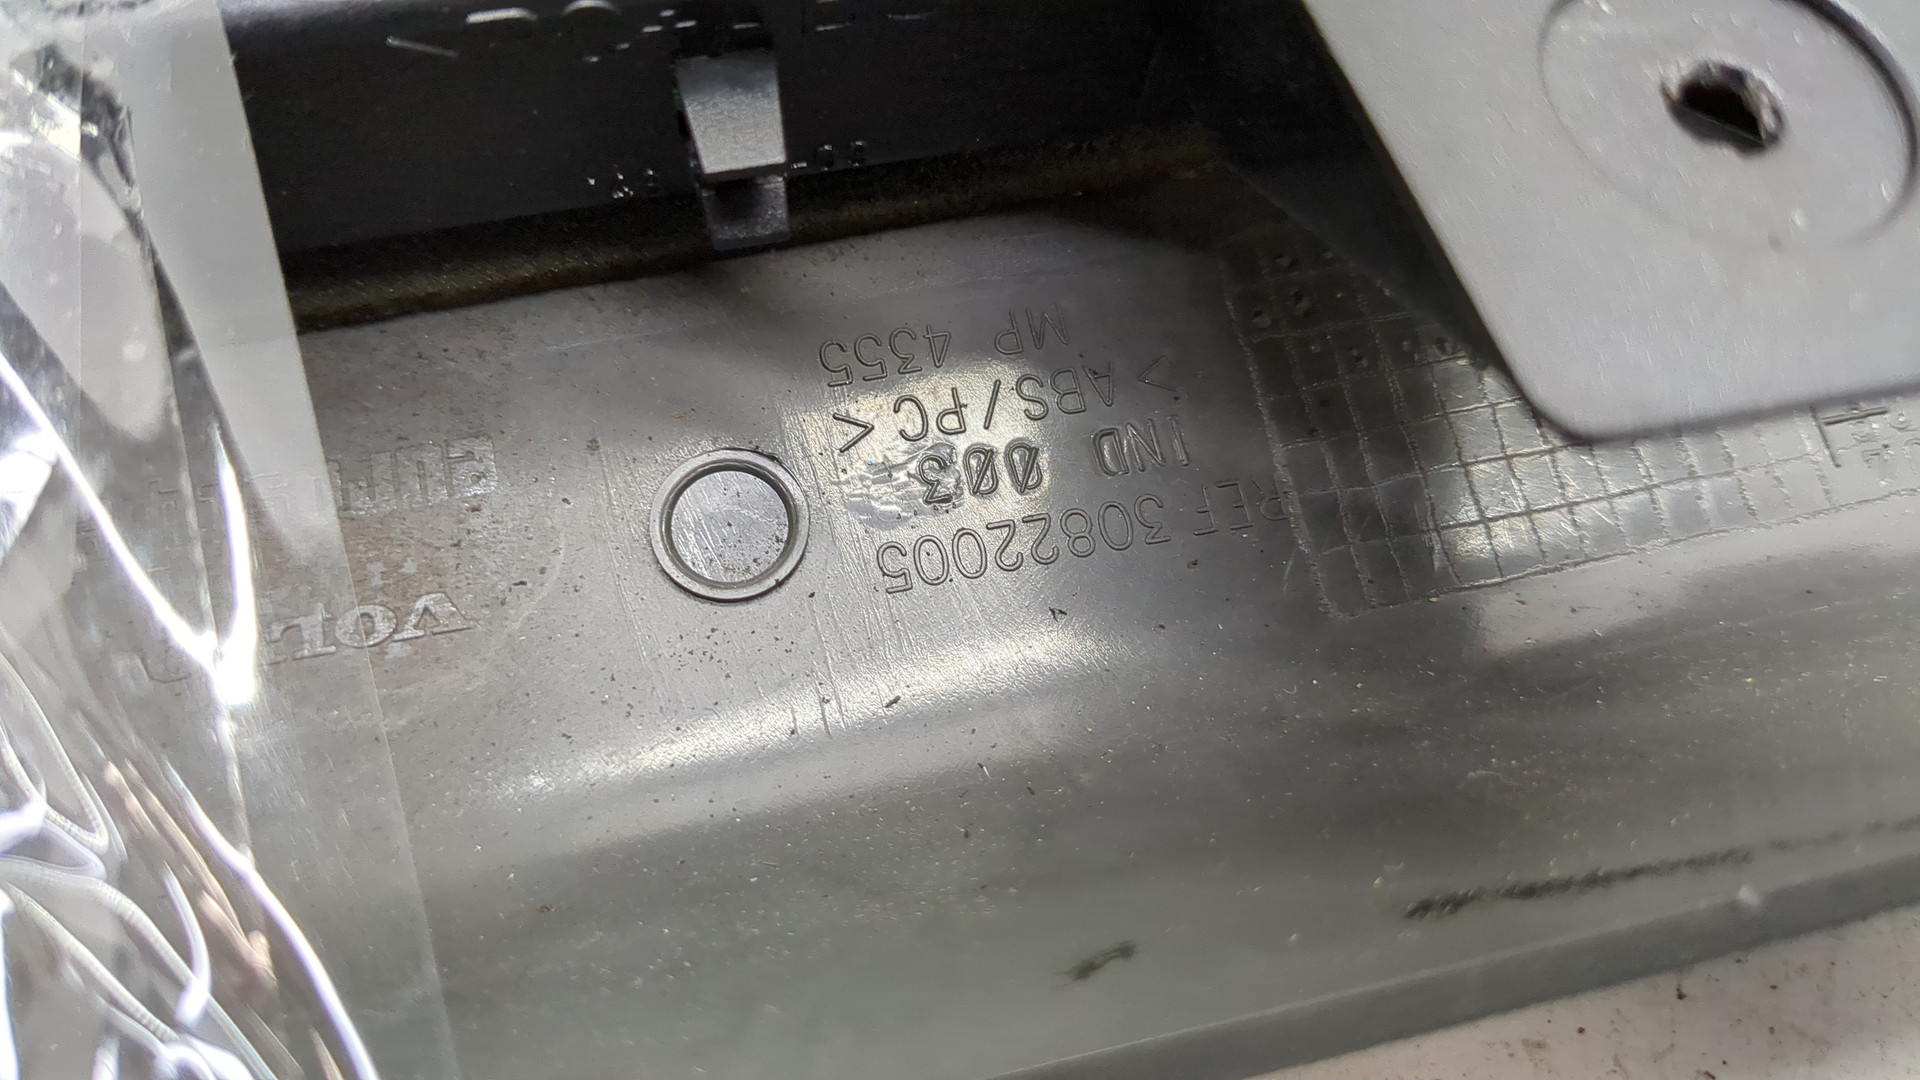 VOLVO
REF 30822005
IND 003
>ABS/PC<
MP 4355